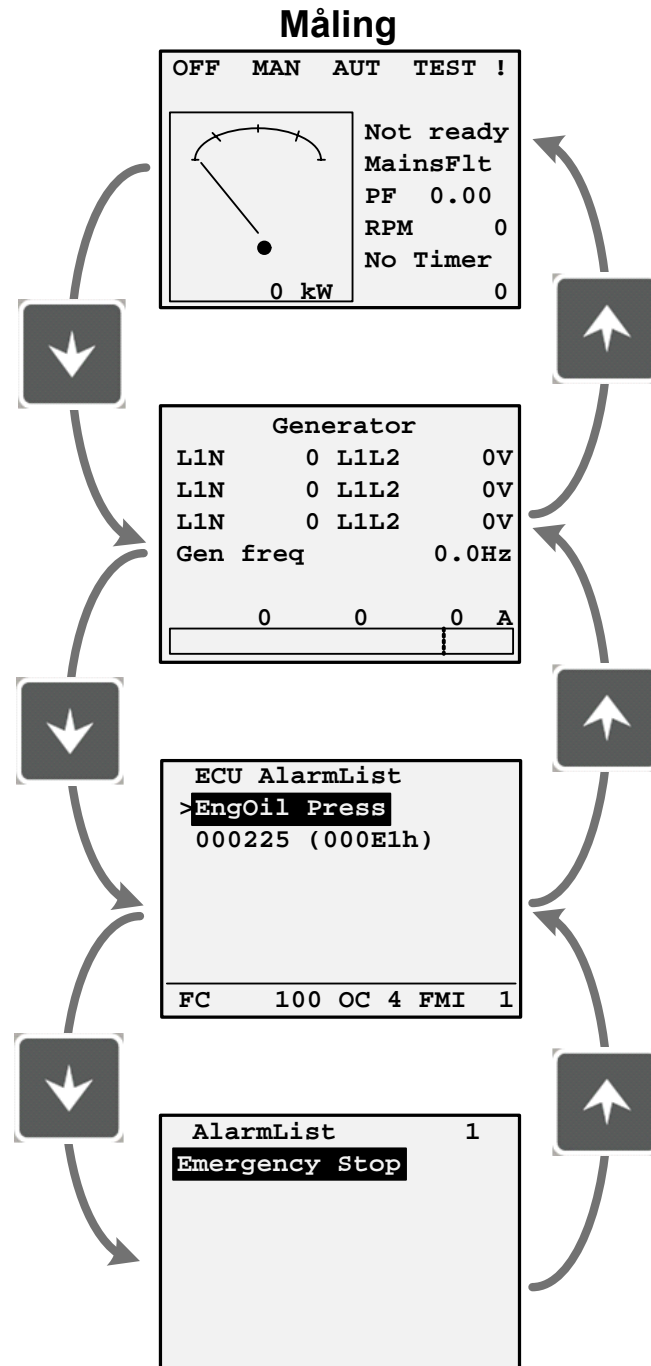 Måling
OFF MAN AUT TEST !
Not ready
MainsFlt
PF 0.00
RPM 0
No Timer
0 kW 0
Generator
L1N 0 L1L2 0V
L1N 0 L1L2 0V
L1N 0 L1L2 0V
Gen freq 0.0Hz
0 0 0 A
ECU AlarmList
>EngOil Press
000225 (000E1h)
FC 100 OC 4 FMI 1
AlarmList 1
Emergency Stop